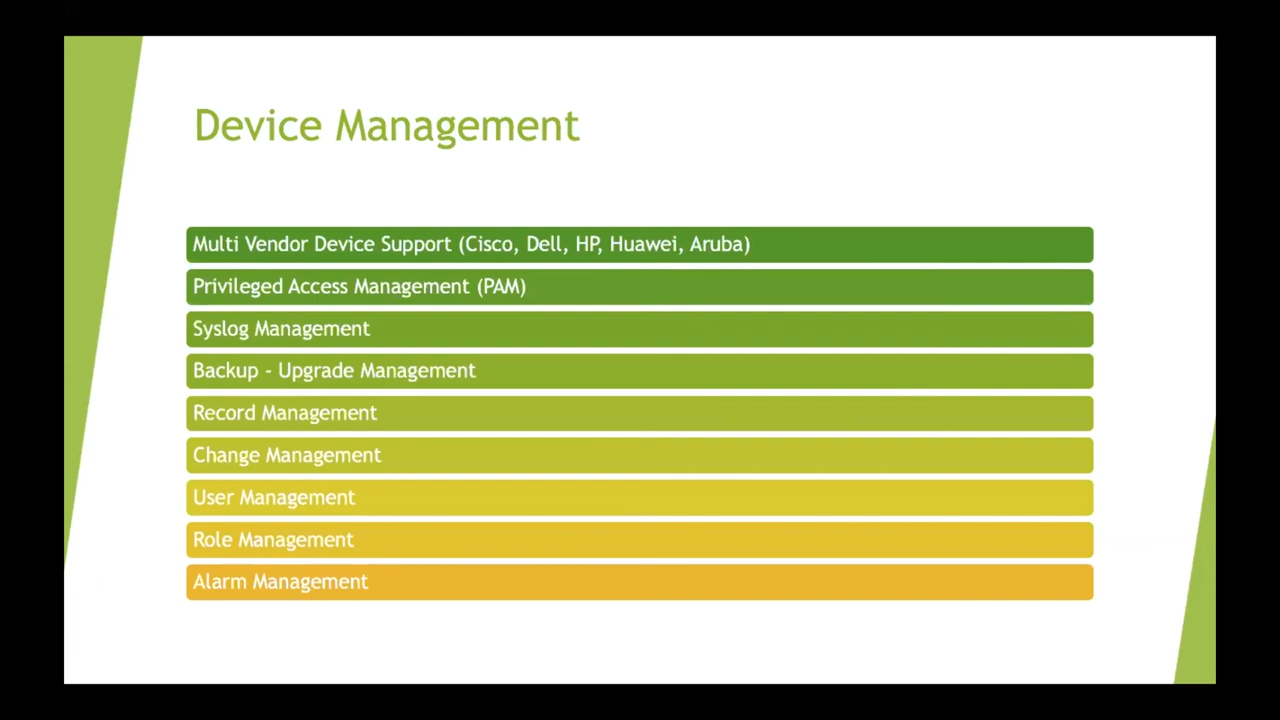 Device Management
Multi Vendor Device Support (Cisco, Dell, HP, Huawei, Aruba)
Privileged Access Management (PAM)
Syslog Management
Backup - Upgrade Management
Record Management
Change Management
User Management
Role Management
Alarm Management